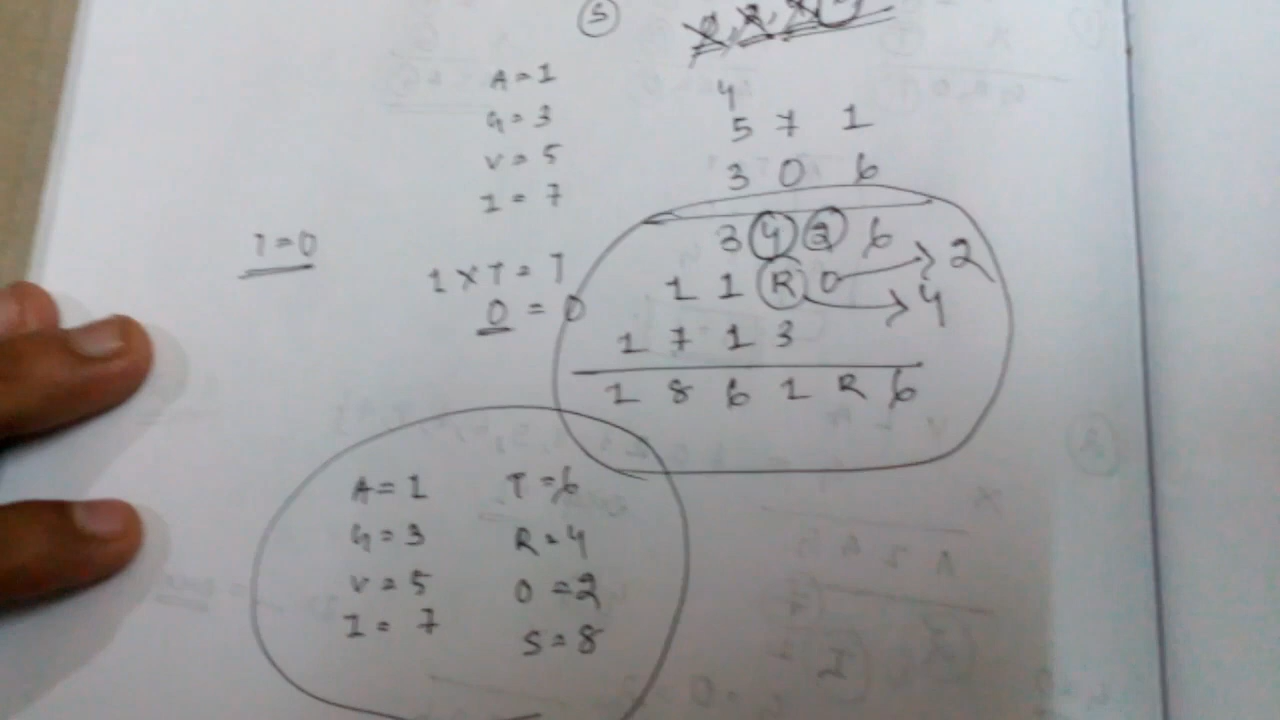 5
A = 1
G = 3
V = 5
I = 7
T = 0
1 × T = T
0 = 0
4
5 7 1
3 0 6
3 4 2 6
1 1 R 0 → 2
→ 4
1 7 1 3
1 8 6 1 R 6
A = 1 T = 6
G = 3 R = 4
V = 5 O = 2
I = 7 S = 8